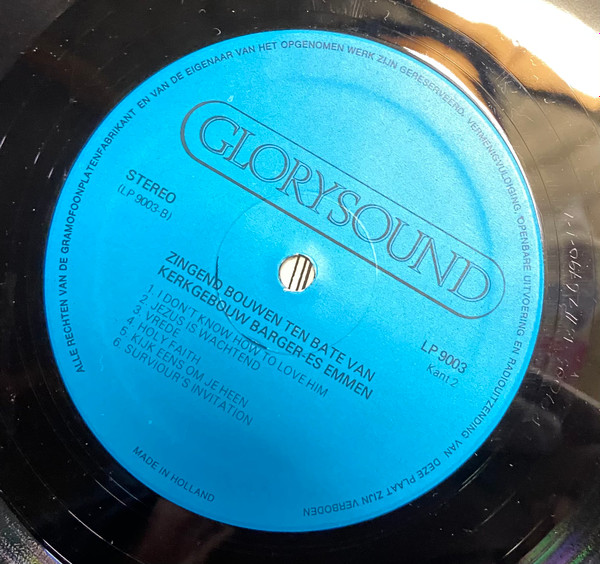 ALLE RECHTEN VAN DE GRAMOFOONPLATENFABRIKANT EN VAN DE EIGENAAR VAN HET OPGENOMEN WERK ZIJN GERESERVEERD. VERMENIGVULDIGING, OPENBARE UITVOERING EN RADIOUITZENDING VAN DEZE PLAAT ZIJN VERBODEN
GLORYSOUND
STEREO
(LP 9003-B)
LP 9003
Kant 2
ZINGEND BOUWEN TEN BATE VAN
KERKGEBOUW BARGER-ES EMMEN
1. I DON'T KNOW HOW TO LOVE HIM
2. JEZUS IS WACHTEND
3. VREDE
4. HOLY FAITH
5. KIJK EENS OM JE HEEN
6. SURVIOUR'S INVITATION
MADE IN HOLLAND